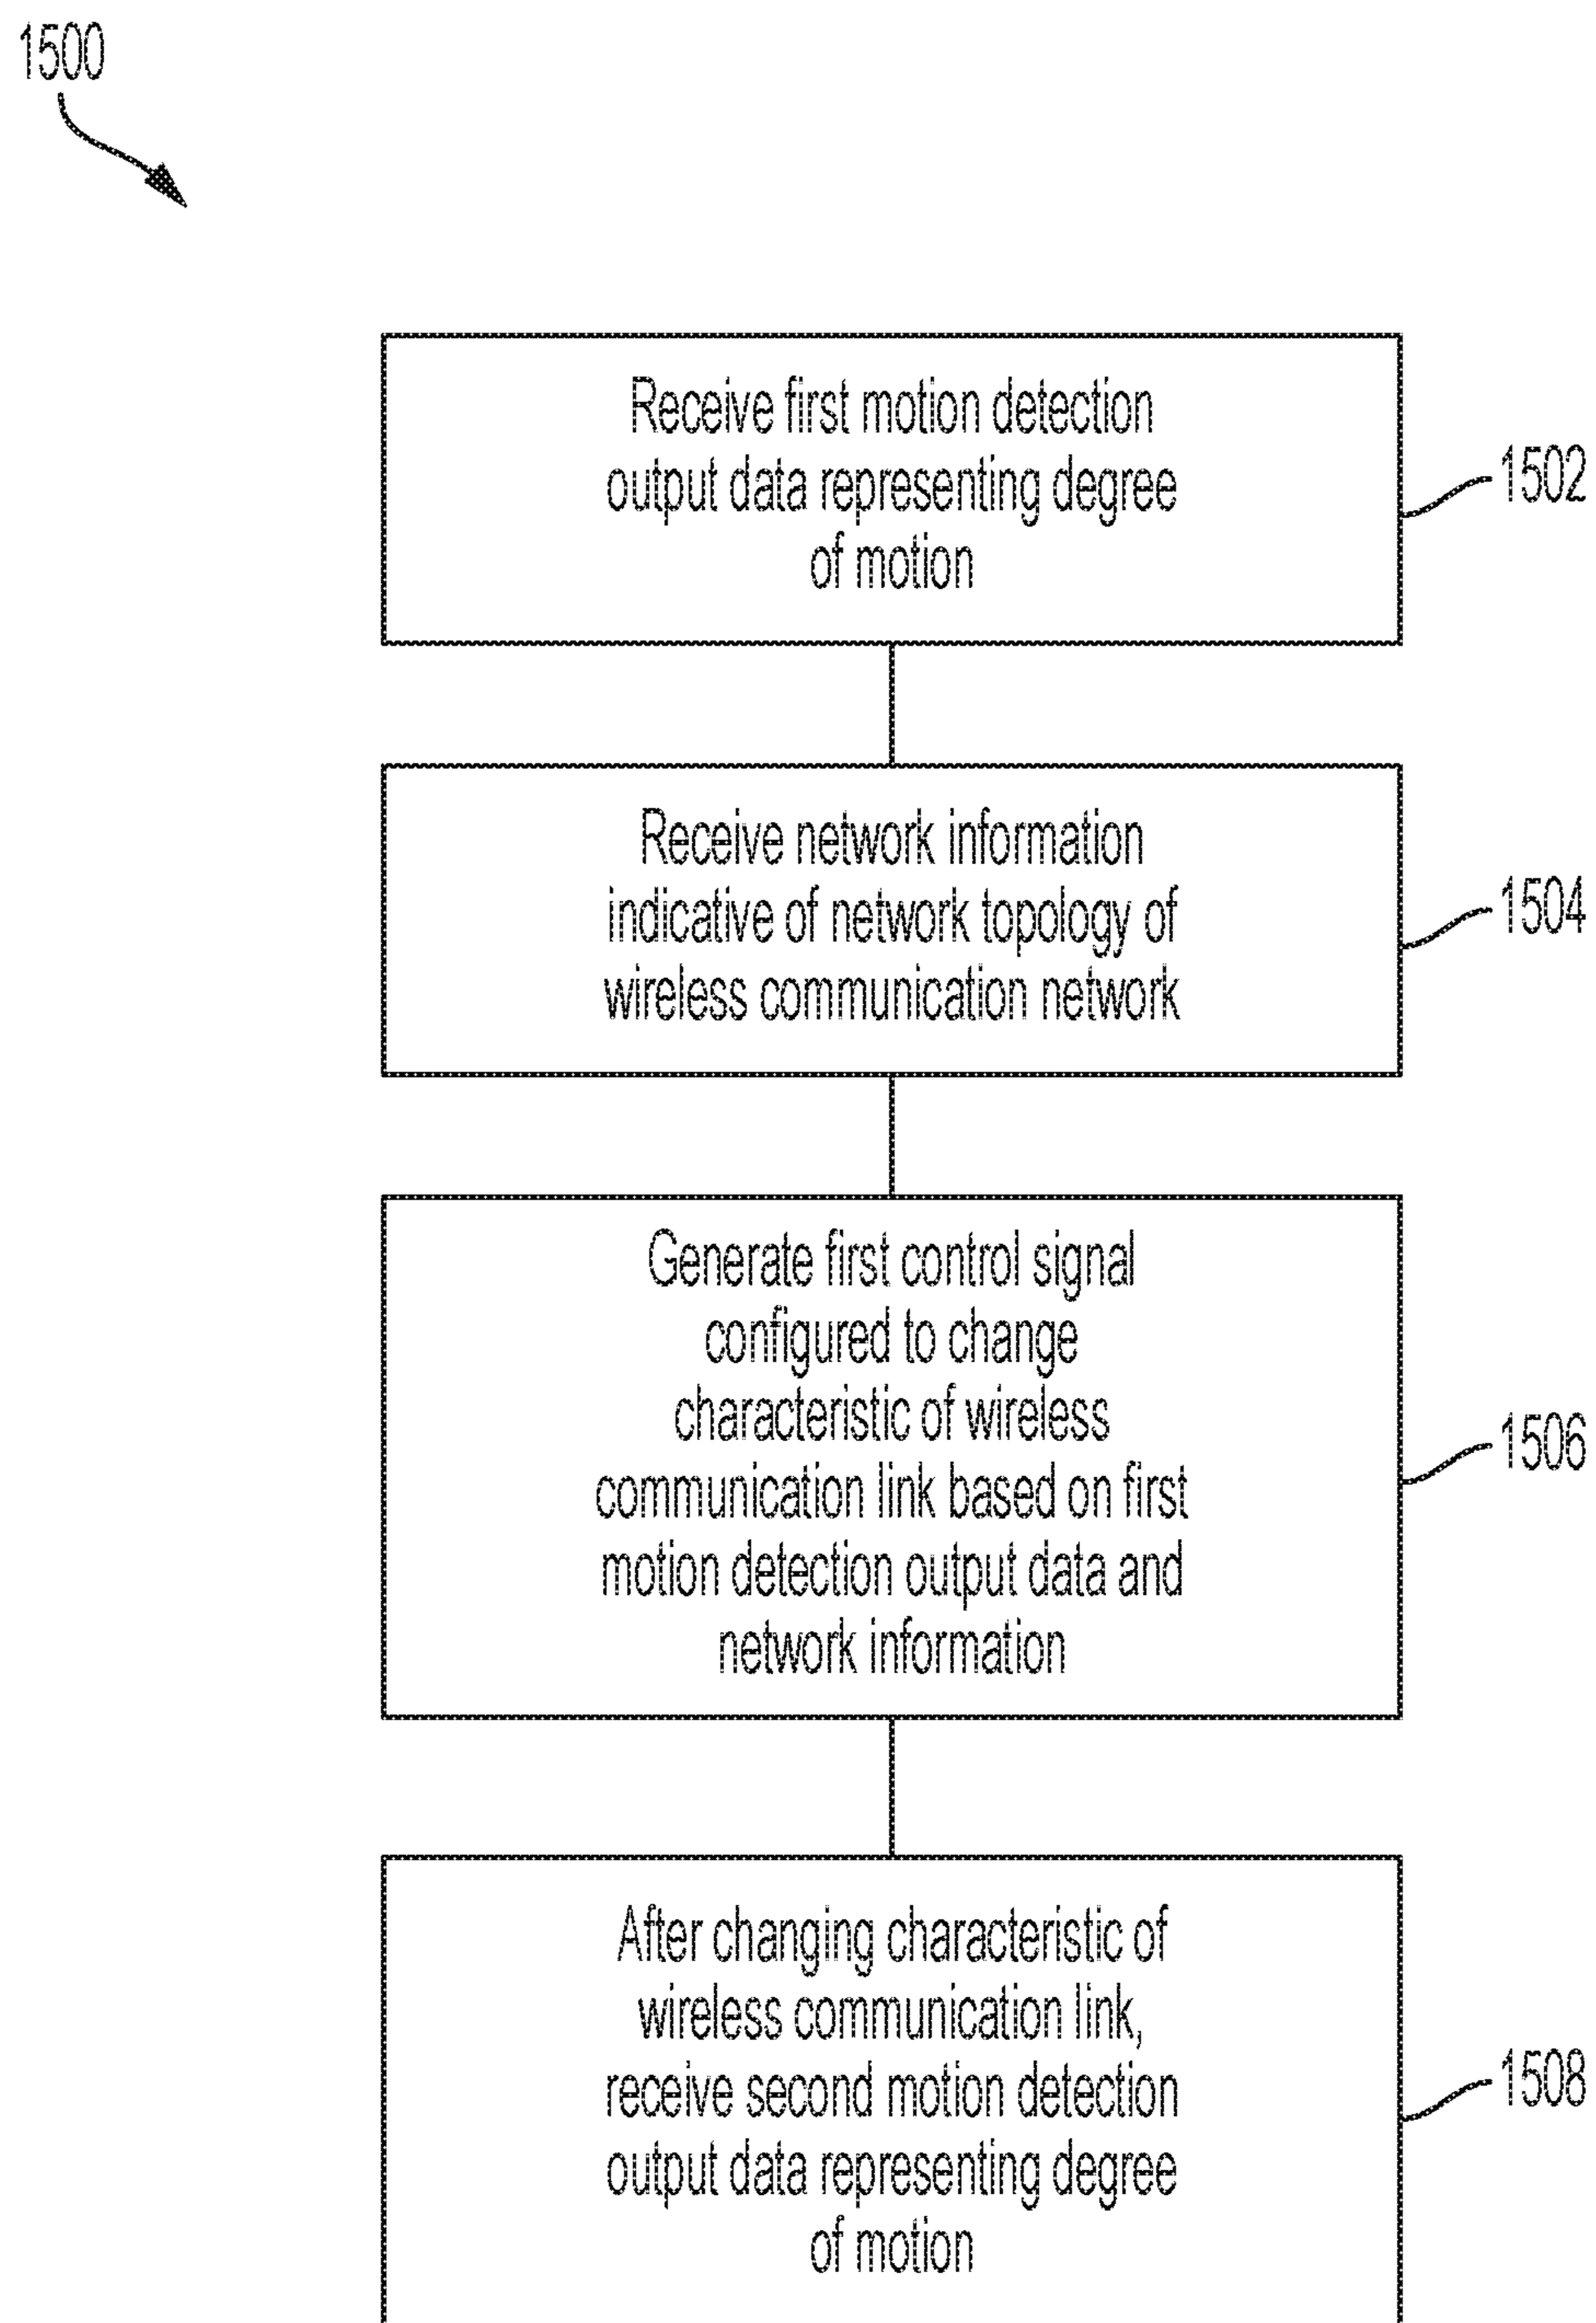 1500
Receive first motion detection
output data representing degree
of motion
1502
Receive network information
indicative of network topology of
wireless communication network
1504
Generate first control signal
configured to change
characteristic of wireless
communication link based on first
motion detection output data and
network information
1506
After changing characteristic of
wireless communication link,
receive second motion detection
output data representing degree
of motion
1508